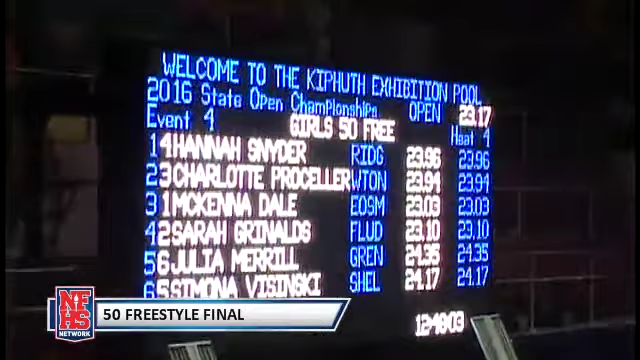 WELCOME TO THE KIPHUTH EXHIBITION POOL
2016 State Open Championships OPEN 23.17
Event 4 GIRLS 50 FREE Heat 4
1 4 HANNAH SNYDER RIDG 23.96 23.96
2 3 CHARLOTTE PROCELLER WTON 23.94 23.94
3 1 MCKENNA DALE EOSM 23.03 23.03
4 2 SARAH GRINALDS FLUD 23.10 23.10
5 6 JULIA MERRILL GREN 24.35 24.35
6 5 SIMONA VISINSKI SHEL 24.17 24.17
12:48:03
NFHS NETWORK
50 FREESTYLE FINAL